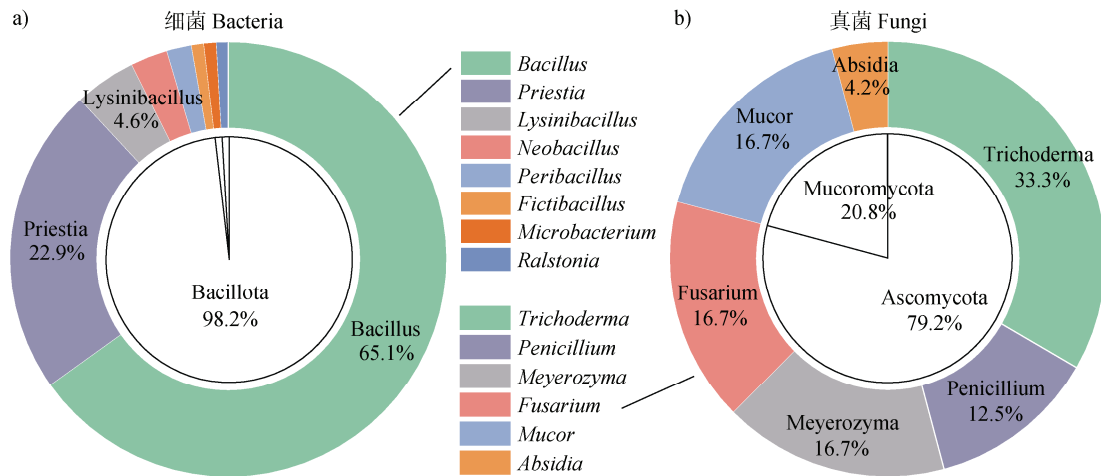 a)
细菌 Bacteria
Lysinibacillus
4.6%
Priestia
22.9%
Bacillota
98.2%
Bacillus
65.1%
Bacillus
Priestia
Lysinibacillus
Neobacillus
Peribacillus
Fictibacillus
Microbacterium
Ralstonia
Trichoderma
Penicillium
Meyerozyma
Fusarium
Mucor
Absidia
b)
真菌 Fungi
Absidia
4.2%
Mucor
16.7%
Trichoderma
33.3%
Mucoromycota
20.8%
Fusarium
16.7%
Ascomycota
79.2%
Penicillium
12.5%
Meyerozyma
16.7%